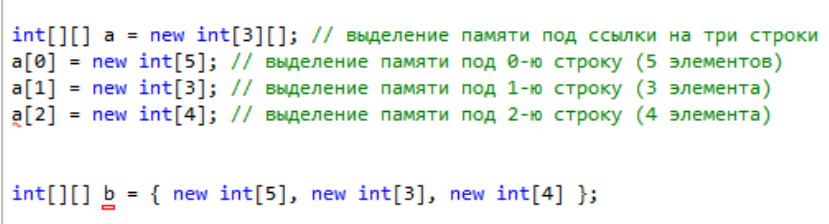 int[][] a = new int[3][]; // выделение памяти под ссылки на три строки
a[0] = new int[5]; // выделение памяти под 0-ю строку (5 элементов)
a[1] = new int[3]; // выделение памяти под 1-ю строку (3 элемента)
a[2] = new int[4]; // выделение памяти под 2-ю строку (4 элемента)
int[][] b = { new int[5], new int[3], new int[4] };